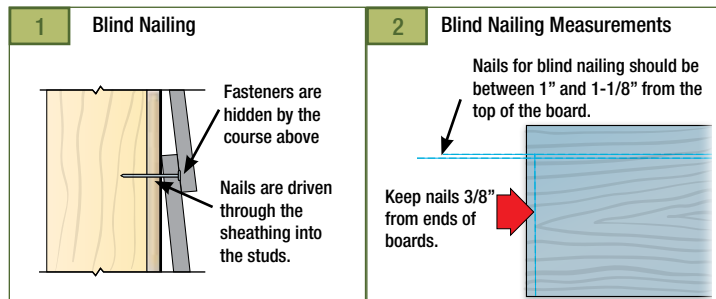 1
Blind Nailing
Fasteners are
hidden by the
course above
Nails are driven
through the
sheathing into
the studs.
2
Blind Nailing Measurements
Nails for blind nailing should be
between 1” and 1-1/8” from the
top of the board.
Keep nails 3/8”
from ends of
boards.